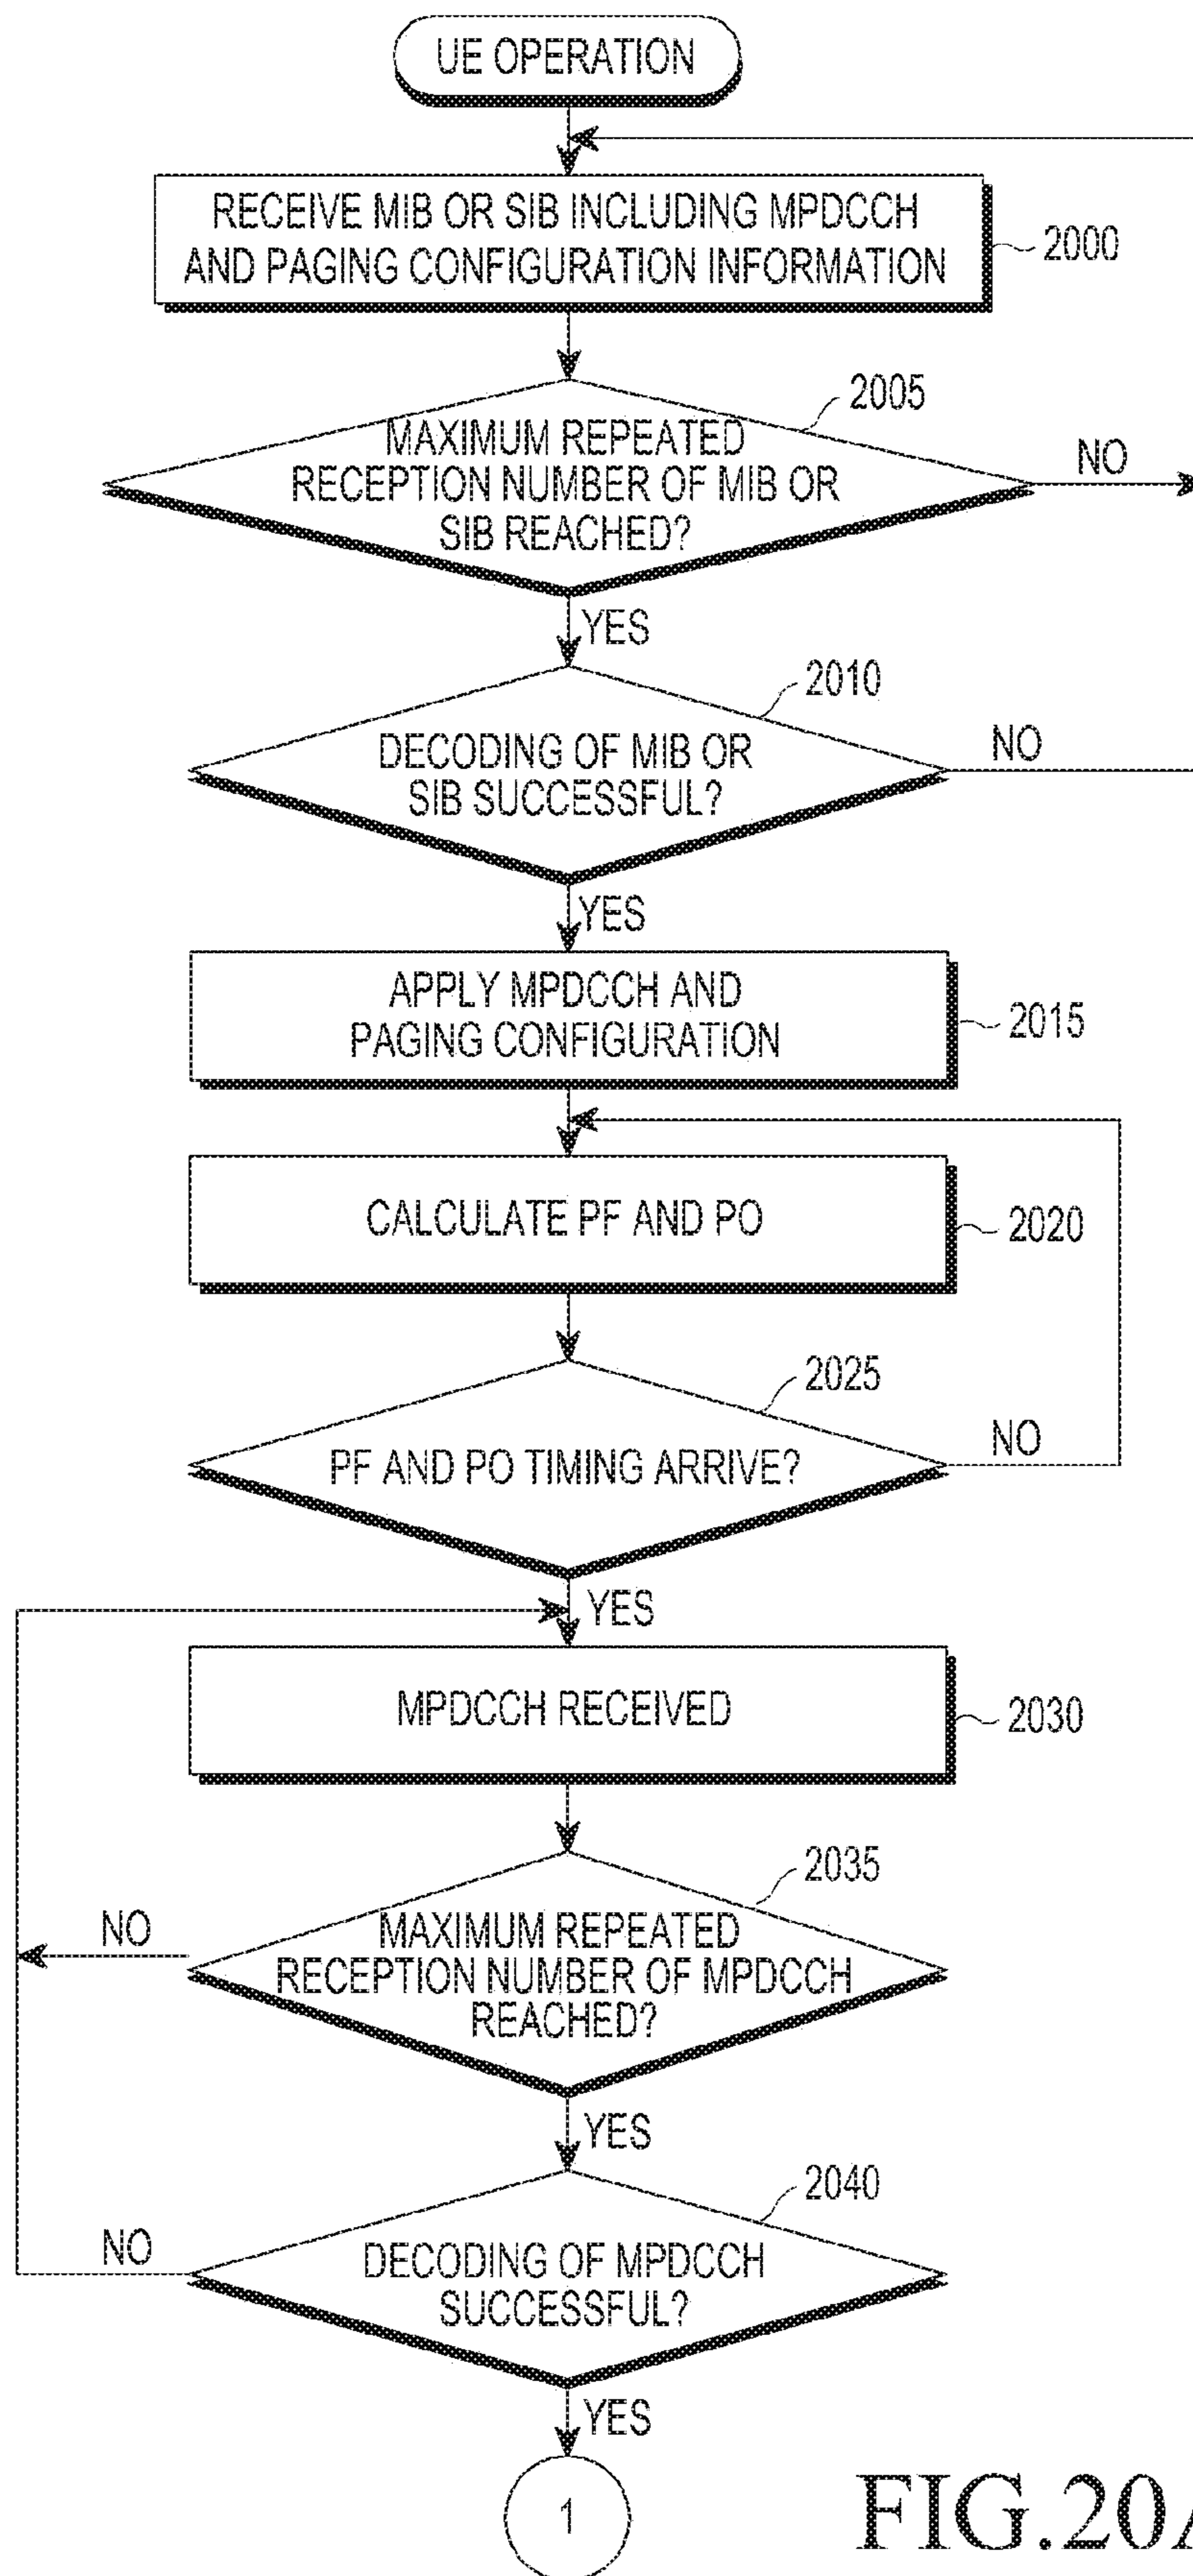 UE OPERATION
RECEIVE MIB OR SIB INCLUDING MPDCCH
AND PAGING CONFIGURATION INFORMATION
2000
2005
MAXIMUM REPEATED
RECEPTION NUMBER OF MIB OR
SIB REACHED?
NO
YES
2010
DECODING OF MIB OR
SIB SUCCESSFUL?
NO
YES
APPLY MPDCCH AND
PAGING CONFIGURATION
2015
CALCULATE PF AND PO
2020
2025
PF AND PO TIMING ARRIVE?
NO
YES
MPDCCH RECEIVED
2030
2035
MAXIMUM REPEATED
RECEPTION NUMBER OF MPDCCH
REACHED?
NO
YES
2040
DECODING OF MPDCCH
SUCCESSFUL?
NO
YES
1
FIG.20A